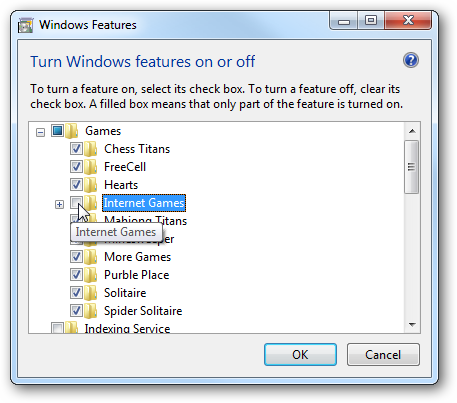 Windows Features
Turn Windows features on or off
To turn a feature on, select its check box. To turn a feature off, clear its
check box. A filled box means that only part of the feature is turned on.
Games
Chess Titans
FreeCell
Hearts
Internet Games
Mahjong Titans
Internet Games
More Games
Purble Place
Solitaire
Spider Solitaire
Indexing Service
OK
Cancel